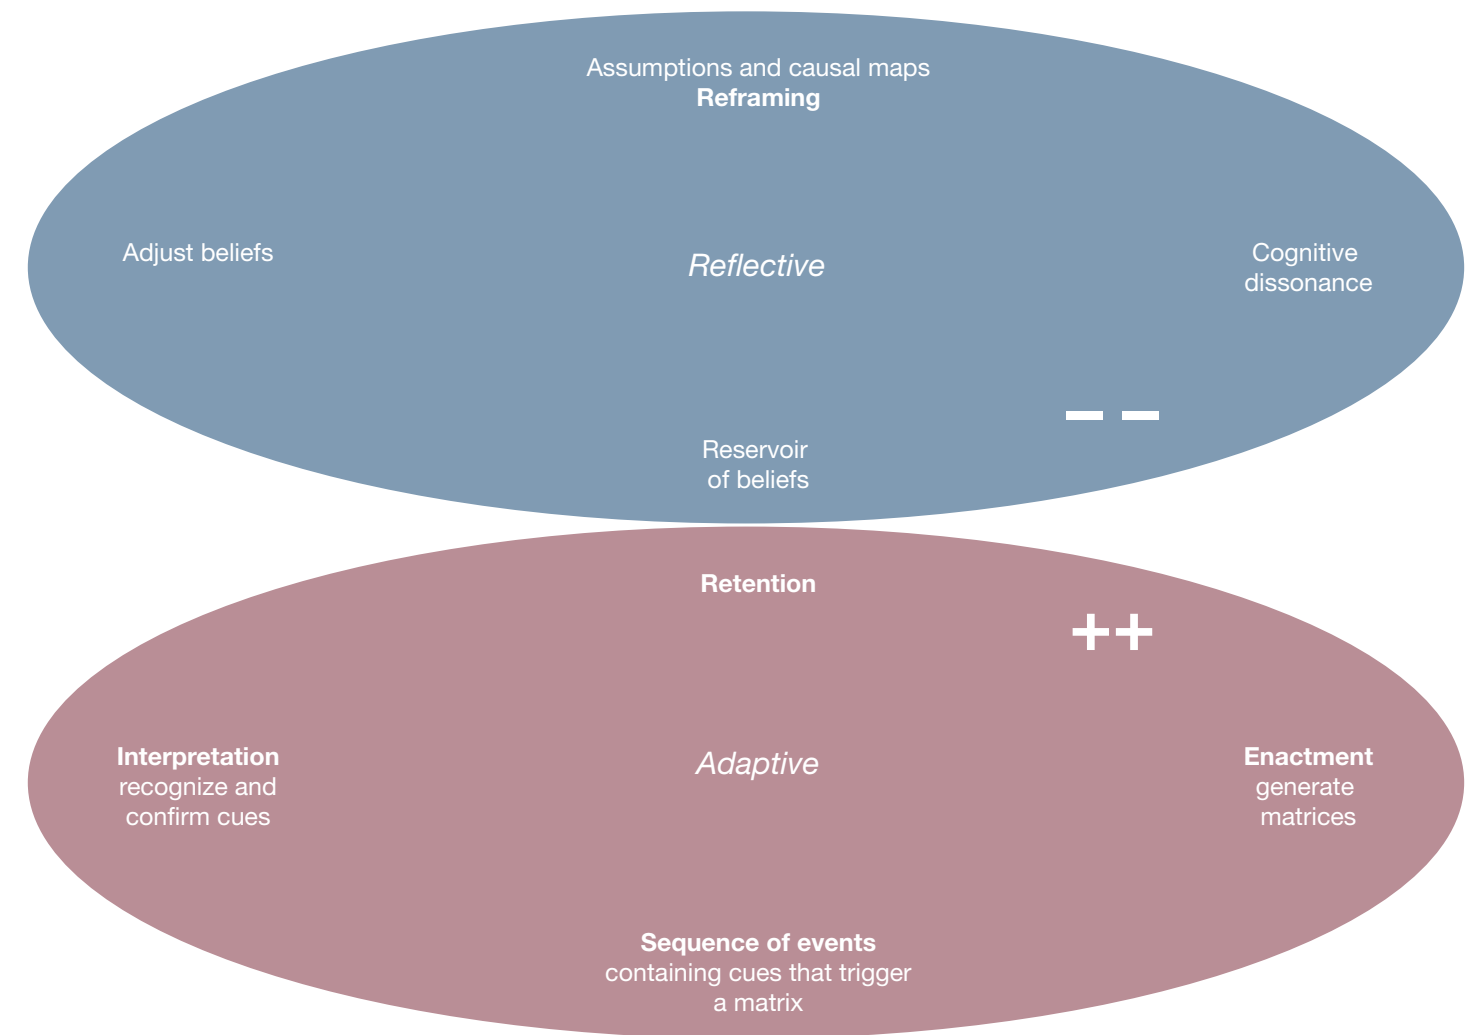 Assumptions and causal maps
Reframing
Adjust beliefs
Reflective
Cognitive
dissonance
– –
Reservoir
of beliefs
Retention
++
Interpretation
recognize and
confirm cues
Adaptive
Enactment
generate
matrices
Sequence of events
containing cues that trigger
a matrix